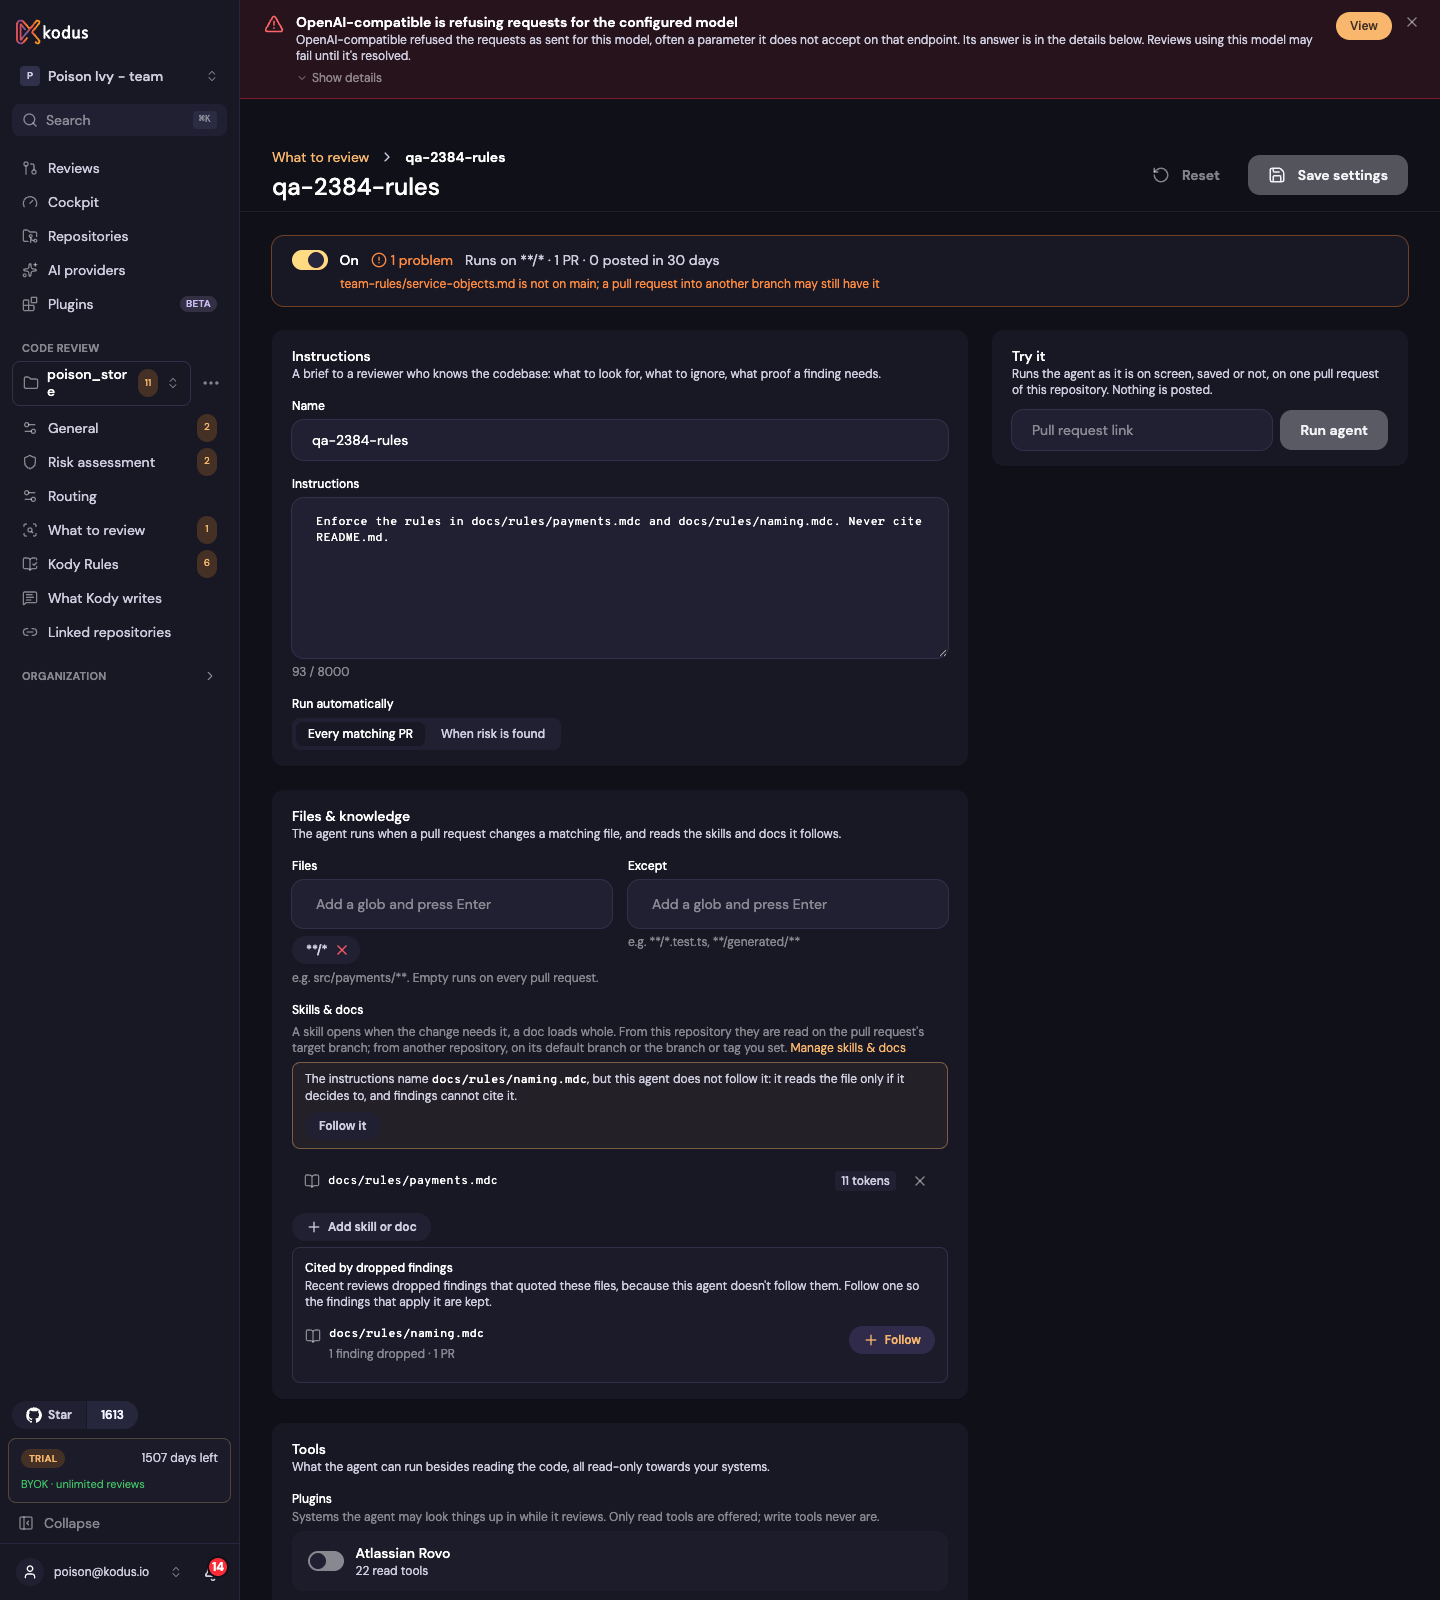 kodus
P
Poison Ivy - team
Search
⌘K
Reviews
Cockpit
Repositories
AI providers
Plugins
BETA
CODE REVIEW
poison_stor
e
11
General
2
Risk assessment
2
Routing
What to review
1
Kody Rules
6
What Kody writes
Linked repositories
ORGANIZATION
Star
1613
TRIAL
1507 days left
BYOK · unlimited reviews
Collapse
poison@kodus.io
14
OpenAI-compatible is refusing requests for the configured model
OpenAI-compatible refused the requests as sent for this model, often a parameter it does not accept on that endpoint. Its answer is in the details below. Reviews using this model may
fail until it's resolved.
Show details
View
What to review
qa-2384-rules
qa-2384-rules
Reset
Save settings
On
1 problem
Runs on **/* · 1 PR · 0 posted in 30 days
team-rules/service-objects.md is not on main; a pull request into another branch may still have it
Instructions
A brief to a reviewer who knows the codebase: what to look for, what to ignore, what proof a finding needs.
Name
qa-2384-rules
Instructions
Enforce the rules in docs/rules/payments.mdc and docs/rules/naming.mdc. Never cite
README.md.
93 / 8000
Run automatically
Every matching PR
When risk is found
Try it
Runs the agent as it is on screen, saved or not, on one pull request
of this repository. Nothing is posted.
Pull request link
Run agent
Files & knowledge
The agent runs when a pull request changes a matching file, and reads the skills and docs it follows.
Files
Except
Add a glob and press Enter
Add a glob and press Enter
**/*
e.g. **/*.test.ts, **/generated/**
e.g. src/payments/**. Empty runs on every pull request.
Skills & docs
A skill opens when the change needs it, a doc loads whole. From this repository they are read on the pull request's
target branch; from another repository, on its default branch or the branch or tag you set. Manage skills & docs
The instructions name docs/rules/naming.mdc, but this agent does not follow it: it reads the file only if it
decides to, and findings cannot cite it.
Follow it
docs/rules/payments.mdc
11 tokens
Add skill or doc
Cited by dropped findings
Recent reviews dropped findings that quoted these files, because this agent doesn't follow them. Follow one so
the findings that apply it are kept.
docs/rules/naming.mdc
1 finding dropped · 1 PR
Follow
Tools
What the agent can run besides reading the code, all read-only towards your systems.
Plugins
Systems the agent may look things up in while it reviews. Only read tools are offered; write tools never are.
Atlassian Rovo
22 read tools